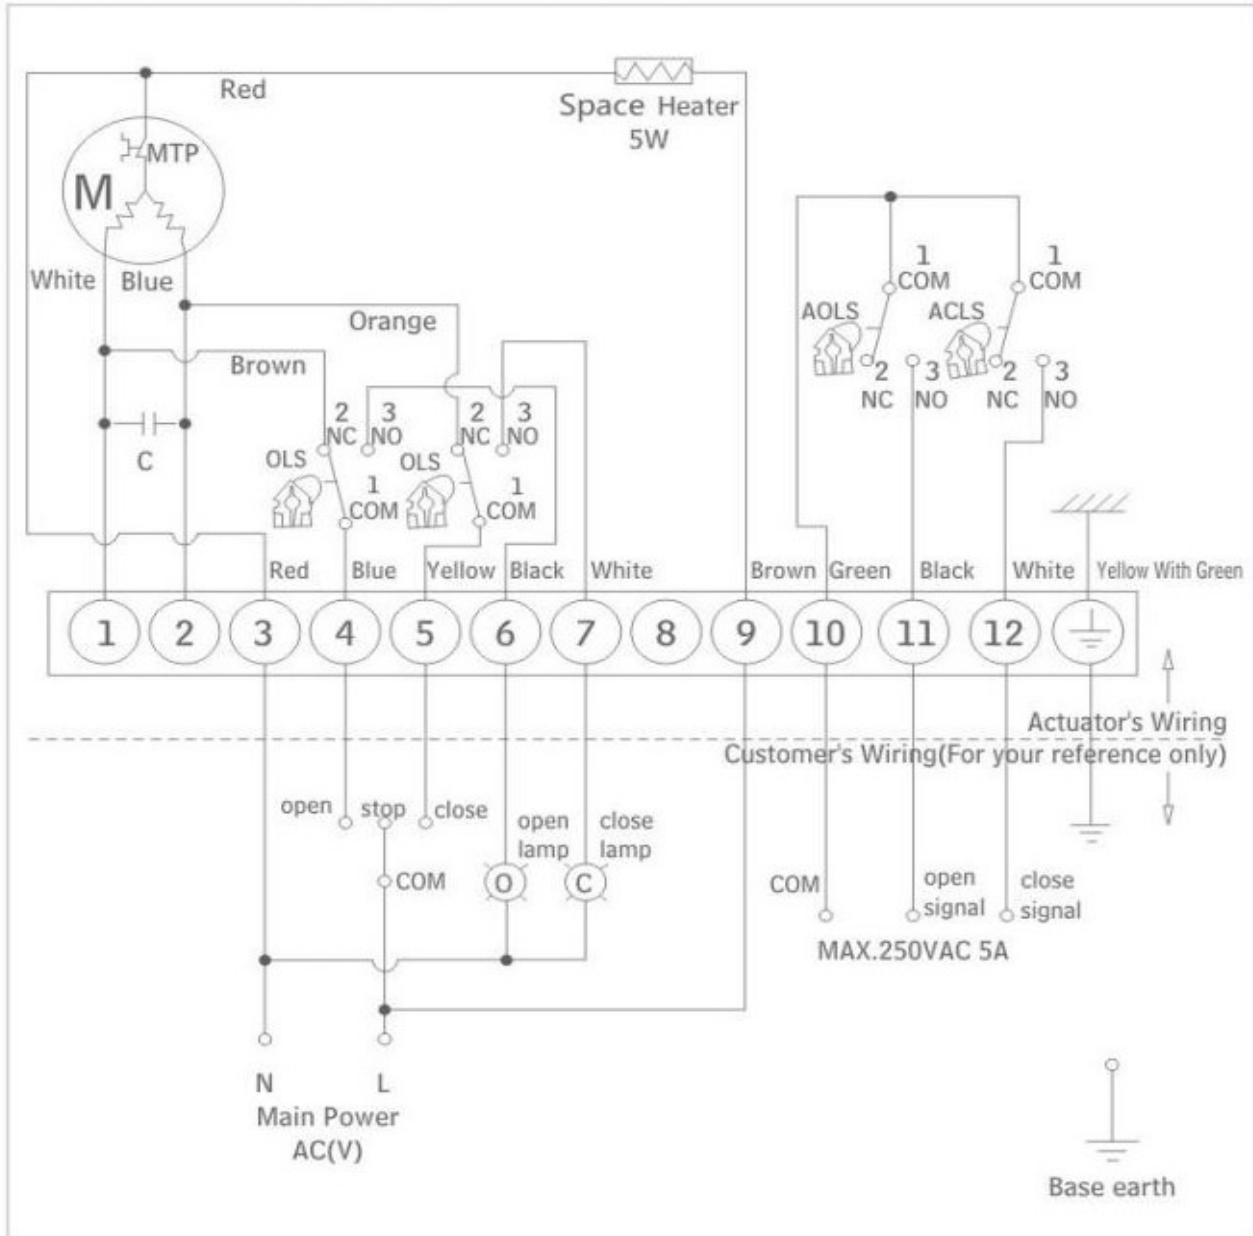 Red
Space Heater
5W
MTP
M
White
Blue
Orange
Brown
C
2
NC
3
NO
OLS
1
COM
2
NC
3
NO
OLS
1
COM
1
COM
AOLS
2
NC
3
NO
1
COM
ACLS
2
NC
3
NO
Red
Blue
Yellow
Black
White
Brown
Green
Black
White
Yellow With Green
1 2 3 4 5 6 7 8 9 10 11 12
Actuator's Wiring
Customer's Wiring(For your reference only)
open
stop
close
COM
open
lamp
close
lamp
O
C
COM
open
signal
close
signal
MAX.250VAC 5A
N
L
Main Power
AC(V)
Base earth